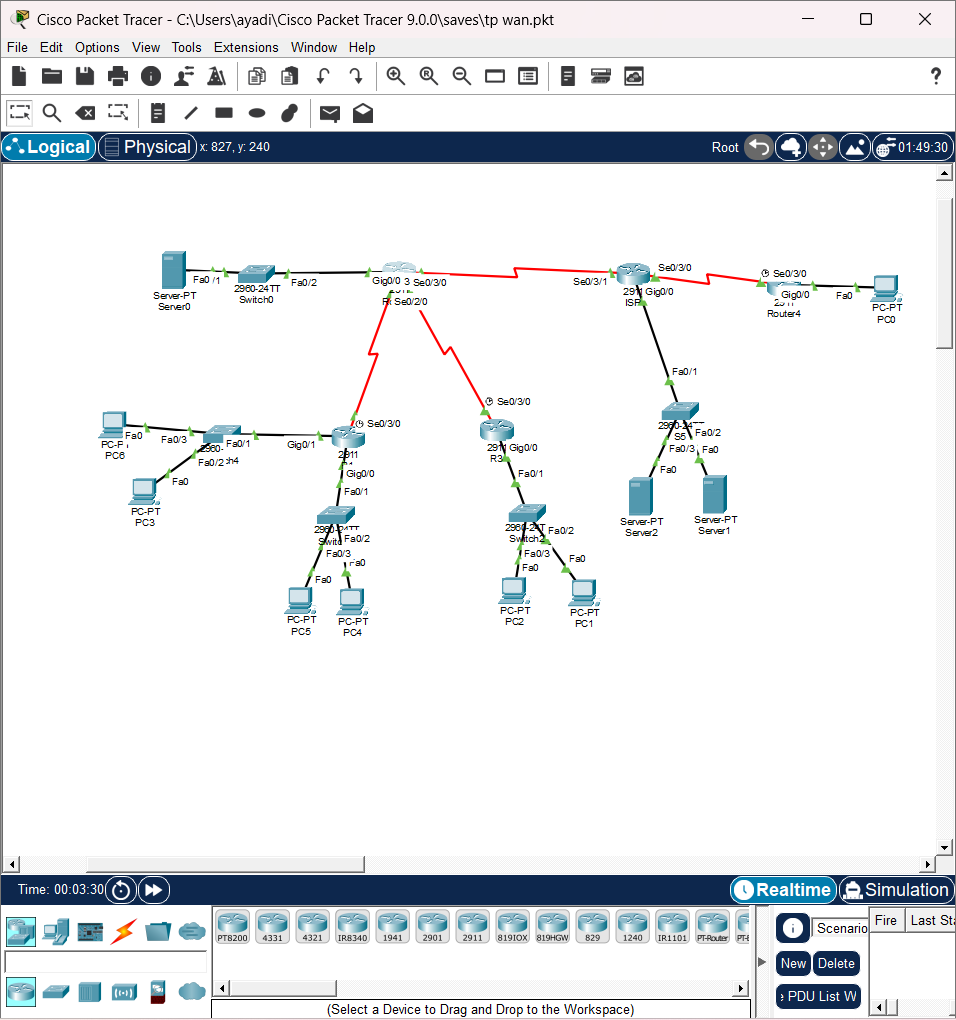 Cisco Packet Tracer - C:\Users\ayadi\Cisco Packet Tracer 9.0.0\saves\tp wan.pkt
File Edit Options View Tools Extensions Window Help
?
Logical Physical x: 827, y: 240 Root 01:49:30
Server-PT
Server0
Fa0
/1
2960-24TT
Switch0
Fa0/2
Gig0/0
Se0/3/0
Se0/2/0
Se0/3/1
2911
ISP
Se0/3/0
Gig0/0
Se0/3/0
Gig0/0
Router4
Fa0
PC-PT
PC0
Fa0/1
S5
Fa0/2
Fa0/3
Fa0
Fa0
Server-PT
Server2
Server-PT
Server1
Fa0
PC6
Fa0/3
Fa0/1
Fa0/2
Fa0
PC-PT
PC3
Gig0/1
Se0/3/0
2911
Gig0/0
Fa0/1
Fa0/2
Fa0/3
Fa0
Fa0
PC-PT
PC5
PC-PT
PC4
Se0/3/0
Gig0/0
Fa0/1
Switch2
Fa0/2
Fa0/3
Fa0
Fa0
PC-PT
PC2
PC-PT
PC1
Time: 00:03:30 Realtime Simulation
PT8200 4331 4321 IR8340 1941 2901 2911 819IOX 819HGW 829 1240 IR1101 PT-Router
(Select a Device to Drag and Drop to the Workspace)
Scenario
New Delete
PDU List W
Fire Last Sta